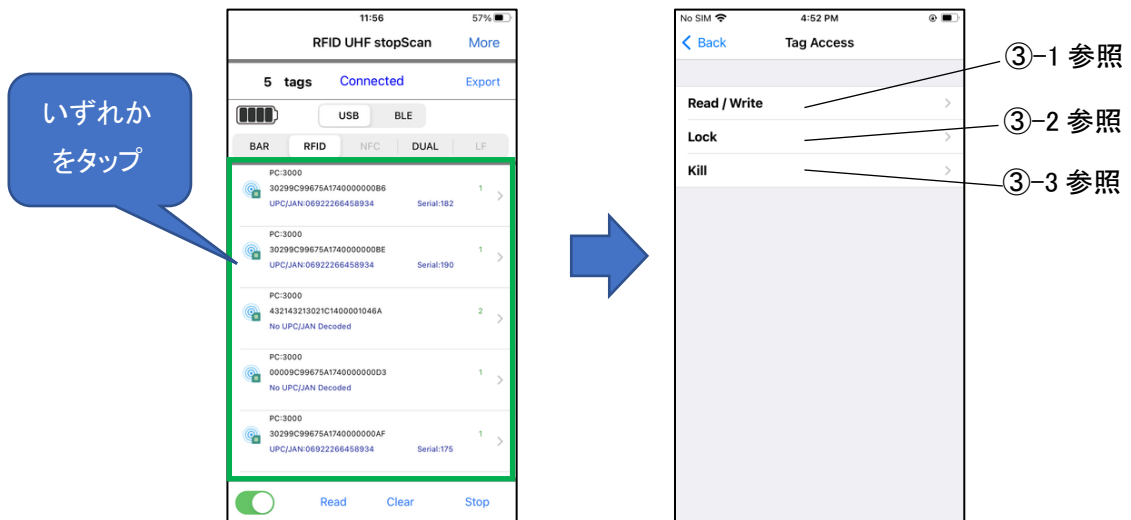 いずれか
をタップ
11:56
57%
RFID UHF stopScan
More
5 tags
Connected
Export
USB
BLE
BAR
RFID
NFC
DUAL
LF
PC:3000
30299C99675A1740000000B6
1
UPC/JAN:06922266458934
Serial:182
PC:3000
30299C99675A1740000000BE
1
UPC/JAN:06922266458934
Serial:190
PC:3000
432143213021C1400001046A
2
No UPC/JAN Decoded
PC:3000
00009C99675A1740000000D3
1
No UPC/JAN Decoded
PC:3000
30299C99675A1740000000AF
1
UPC/JAN:06922266458934
Serial:175
Read
Clear
Stop
No SIM
4:52 PM
Back
Tag Access
Read / Write
Lock
Kill
③-1 参照
③-2 参照
③-3 参照